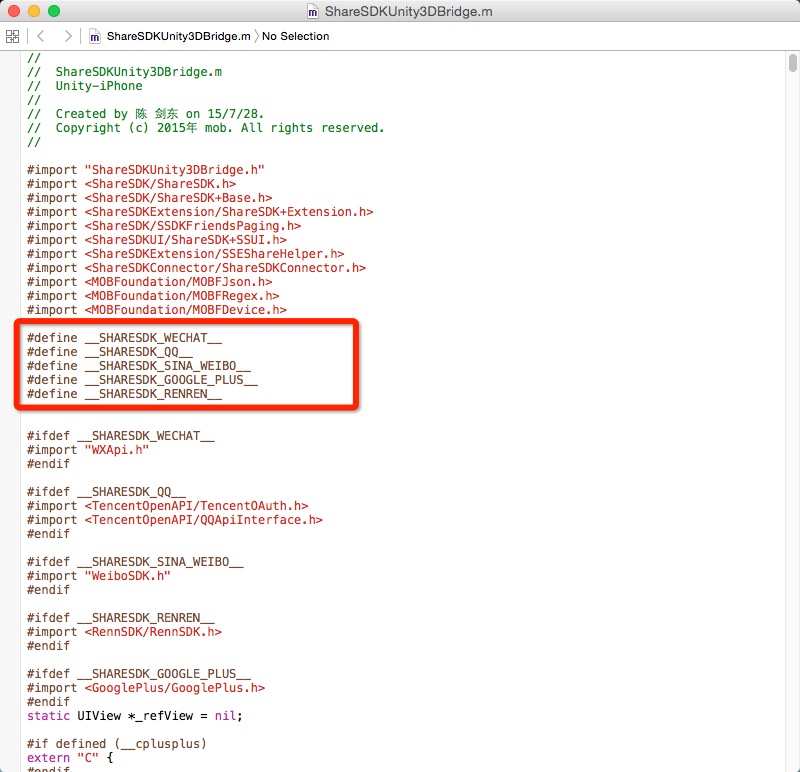 ShareSDKUnity3DBridge.m
ShareSDKUnity3DBridge.m 〉No Selection
//
//  ShareSDKUnity3DBridge.m
//  Unity-iPhone
//
//  Created by 陈 剑东 on 15/7/28.
//  Copyright (c) 2015年 mob. All rights reserved.
//
#import "ShareSDKUnity3DBridge.h"
#import <ShareSDK/ShareSDK.h>
#import <ShareSDK/ShareSDK+Base.h>
#import <ShareSDKExtension/ShareSDK+Extension.h>
#import <ShareSDK/SSDKFriendsPaging.h>
#import <ShareSDKUI/ShareSDK+SSUI.h>
#import <ShareSDKExtension/SSEShareHelper.h>
#import <ShareSDKConnector/ShareSDKConnector.h>
#import <MOBFoundation/MOBFJson.h>
#import <MOBFoundation/MOBFRegex.h>
#import <MOBFoundation/MOBFDevice.h>
#define __SHARESDK_WECHAT__
#define __SHARESDK_QQ__
#define __SHARESDK_SINA_WEIBO__
#define __SHARESDK_GOOGLE_PLUS__
#define __SHARESDK_RENREN__
#ifdef __SHARESDK_WECHAT__
#import "WXApi.h"
#endif
#ifdef __SHARESDK_QQ__
#import <TencentOpenAPI/TencentOAuth.h>
#import <TencentOpenAPI/QQApiInterface.h>
#endif
#ifdef __SHARESDK_SINA_WEIBO__
#import "WeiboSDK.h"
#endif
#ifdef __SHARESDK_RENREN__
#import <RennSDK/RennSDK.h>
#endif
#ifdef __SHARESDK_GOOGLE_PLUS__
#import <GooglePlus/GooglePlus.h>
#endif
static UIView *_refView = nil;
#if defined (__cplusplus)
extern "C" {
#endif